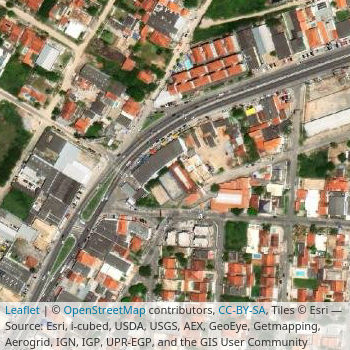 Leaflet | © OpenStreetMap contributors, CC-BY-SA, Tiles © Esri —
Source: Esri, i-cubed, USDA, USGS, AEX, GeoEye, Getmapping,
Aerogrid, IGN, IGP, UPR-EGP, and the GIS User Community